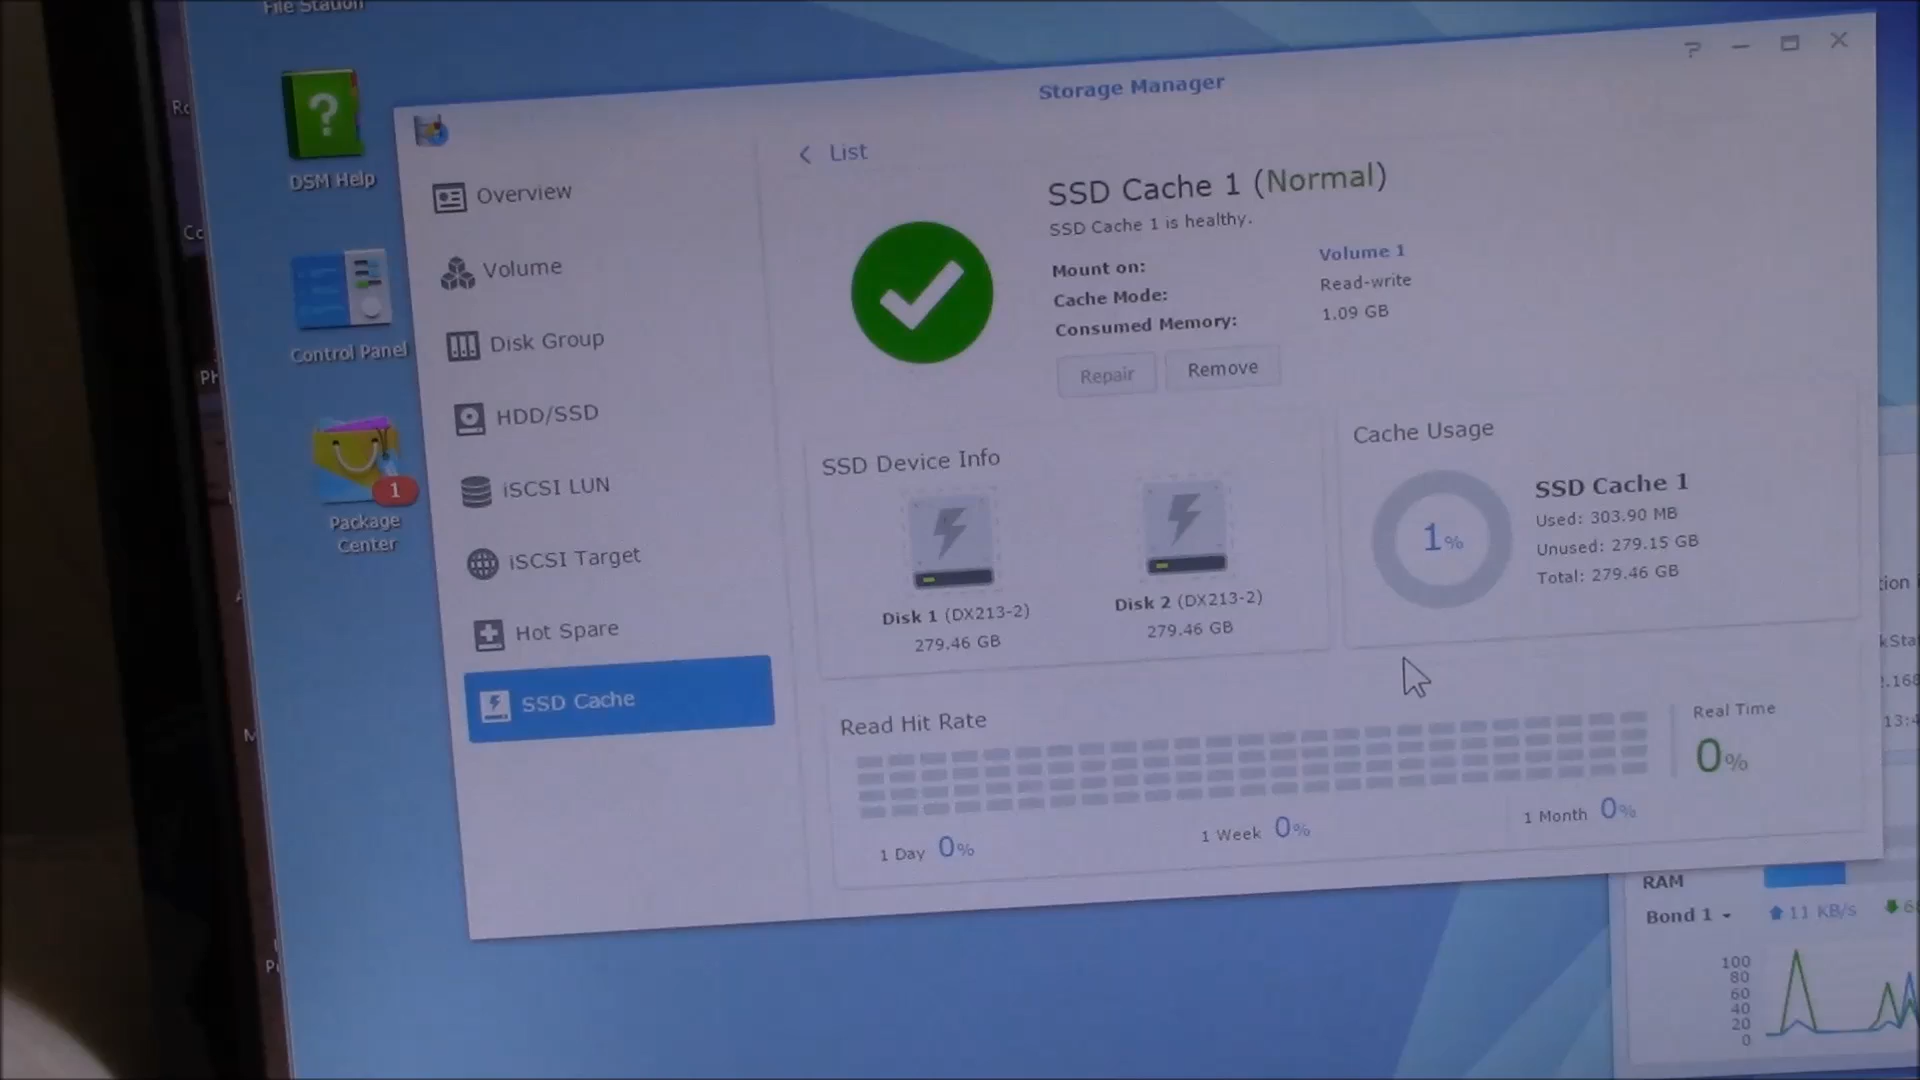 File Station
DSM Help
Control Panel
1
Package
Center
Storage Manager
?
Overview
Volume
Disk Group
HDD/SSD
iSCSI LUN
iSCSI Target
Hot Spare
SSD Cache
List
SSD Cache 1 (Normal)
SSD Cache 1 is healthy.
Mount on: Volume 1
Cache Mode: Read-write
Consumed Memory: 1.09 GB
Repair Remove
SSD Device Info
Disk 1 (DX213-2)
279.46 GB
Disk 2 (DX213-2)
279.46 GB
Cache Usage
1%
SSD Cache 1
Used: 303.90 MB
Unused: 279.15 GB
Total: 279.46 GB
Read Hit Rate
Real Time
0%
1 Day 0%
1 Week 0%
1 Month 0%
RAM
Bond 1 11 KB/s
100
80
60
40
20
0